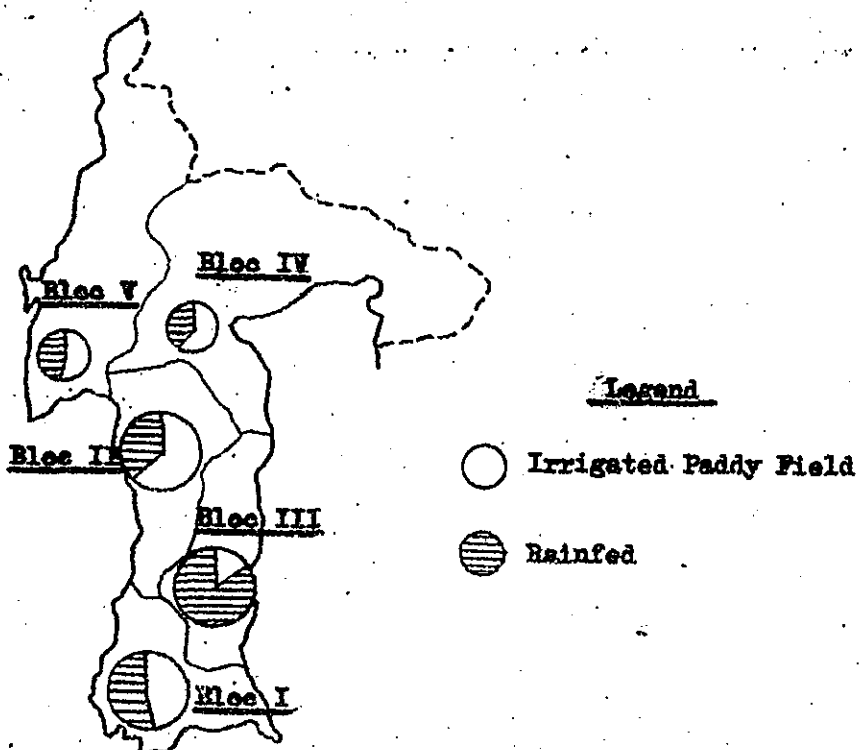 Bloc IV
Bloc V
Legend
Irrigated Paddy Field
Bloc II
Bloc III
Rainfed
Bloc I